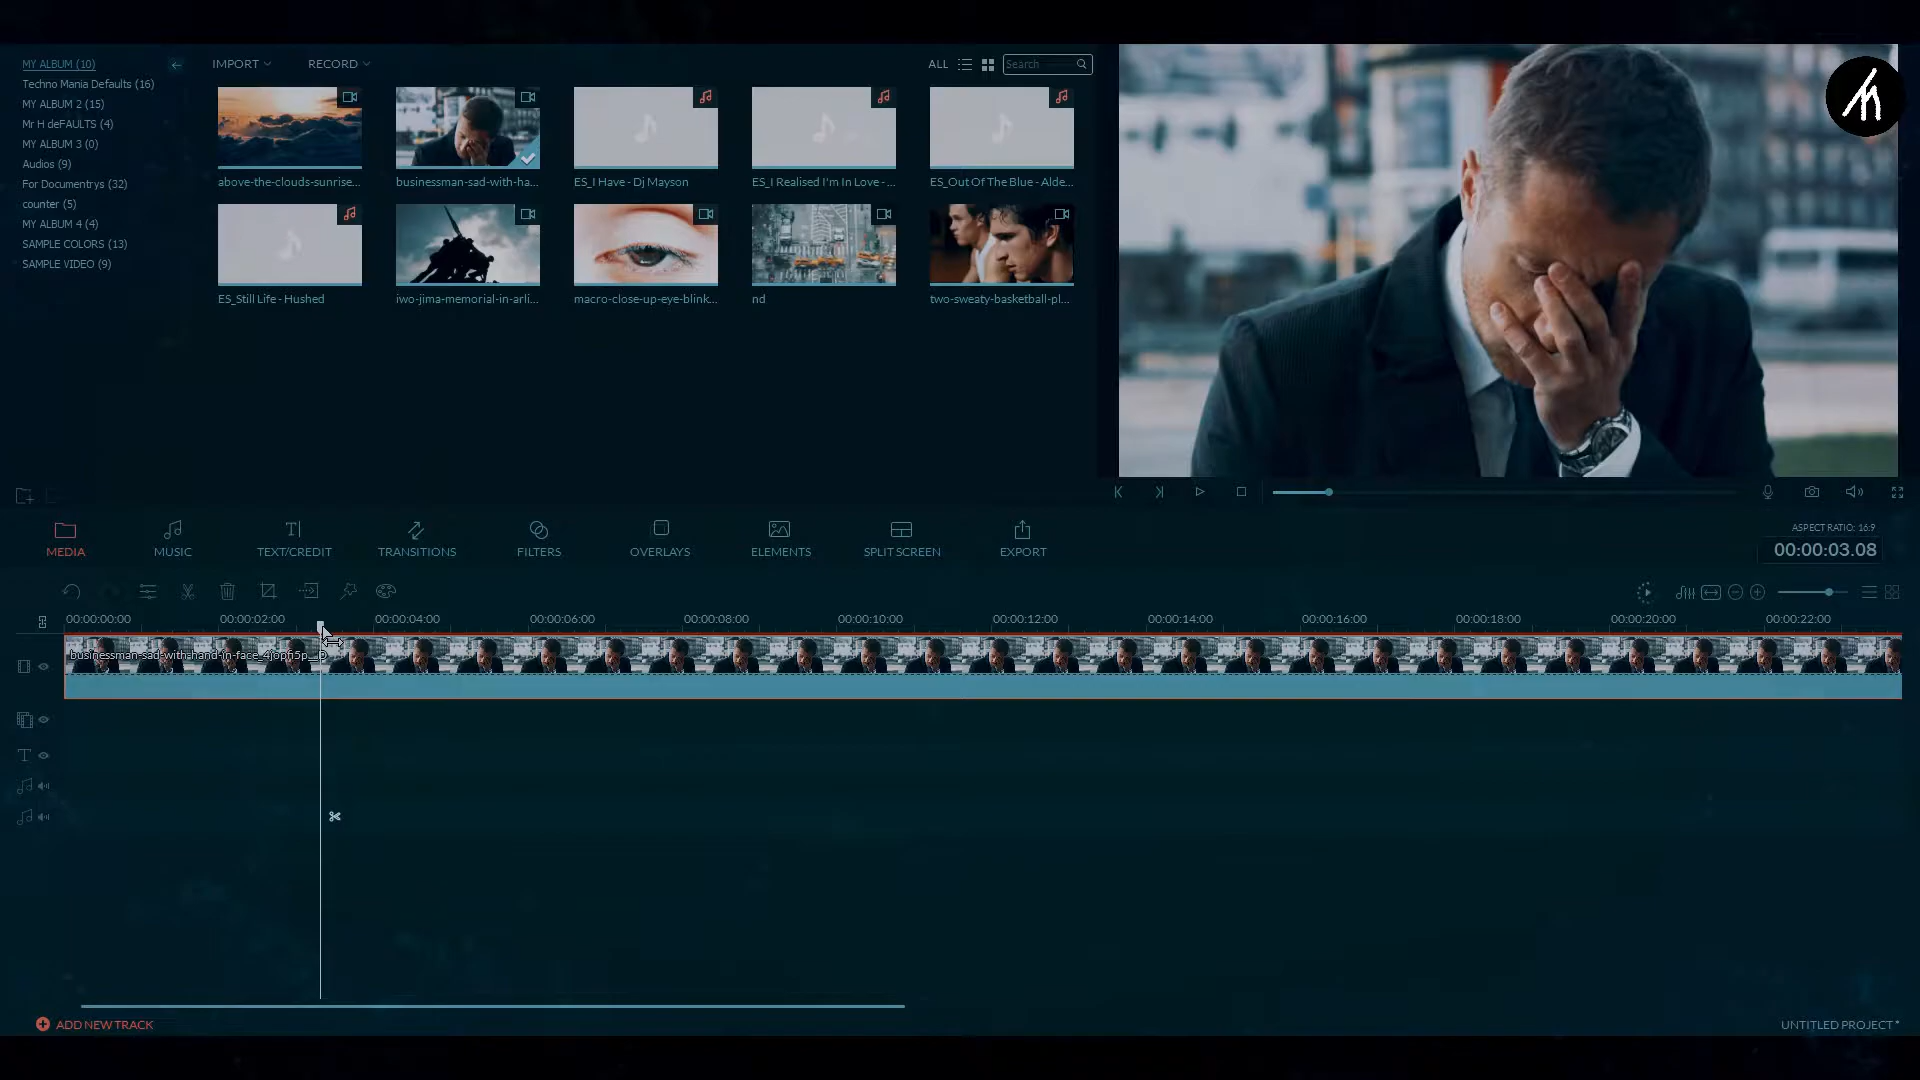 MY ALBUM (10)
Techno Mania Defaults (16)
MY ALBUM 2 (15)
Mr H deFAULTS (4)
MY ALBUM 3 (0)
Audios (9)
For Documentrys (32)
counter (5)
MY ALBUM 4 (4)
SAMPLE COLORS (13)
SAMPLE VIDEO (9)
IMPORT RECORD ALL Search
above-the-clouds-sunrise... businessman-sad-with-ha... ES_I Have - Dj Mayson ES_I Realised I'm In Love - ... ES_Out Of The Blue - Alde...
ES_Still Life - Hushed iwo-jima-memorial-in-arli... macro-close-up-eye-blink... nd two-sweaty-basketball-pl...
MEDIA MUSIC TEXT/CREDIT TRANSITIONS FILTERS OVERLAYS ELEMENTS SPLIT SCREEN EXPORT
ASPECT RATIO: 16:9
00:00:03.08
00:00:00:00 00:00:02:00 00:00:04:00 00:00:06:00 00:00:08:00 00:00:10:00 00:00:12:00 00:00:14:00 00:00:16:00 00:00:18:00 00:00:20:00 00:00:22:00
businessman-sad-with-hand-in-face_4jopfi5p__
ADD NEW TRACK
UNTITLED PROJECT*